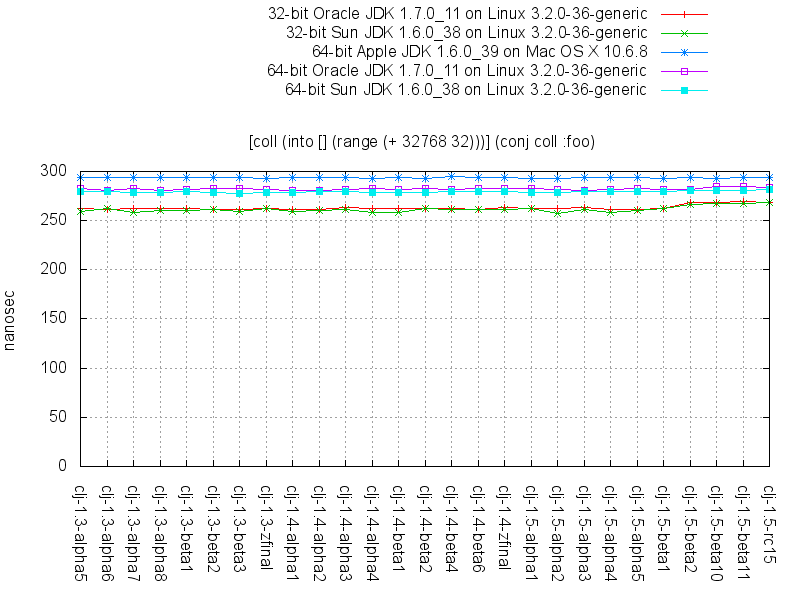 32-bit Oracle JDK 1.7.0_11 on Linux 3.2.0-36-generic
32-bit Sun JDK 1.6.0_38 on Linux 3.2.0-36-generic
64-bit Apple JDK 1.6.0_39 on Mac OS X 10.6.8
64-bit Oracle JDK 1.7.0_11 on Linux 3.2.0-36-generic
64-bit Sun JDK 1.6.0_38 on Linux 3.2.0-36-generic
[coll (into [] (range (+ 32768 32)))] (conj coll :foo)
300
250
200
150
100
50
0
nanosec
clj-1.3-alpha5
clj-1.3-alpha6
clj-1.3-alpha7
clj-1.3-alpha8
clj-1.3-beta1
clj-1.3-beta2
clj-1.3-beta3
clj-1.3-zfinal
clj-1.4-alpha1
clj-1.4-alpha2
clj-1.4-alpha3
clj-1.4-alpha4
clj-1.4-beta1
clj-1.4-beta2
clj-1.4-beta4
clj-1.4-beta6
clj-1.4-zfinal
clj-1.5-alpha1
clj-1.5-alpha2
clj-1.5-alpha3
clj-1.5-alpha4
clj-1.5-alpha5
clj-1.5-beta1
clj-1.5-beta2
clj-1.5-beta10
clj-1.5-beta11
clj-1.5-rc15